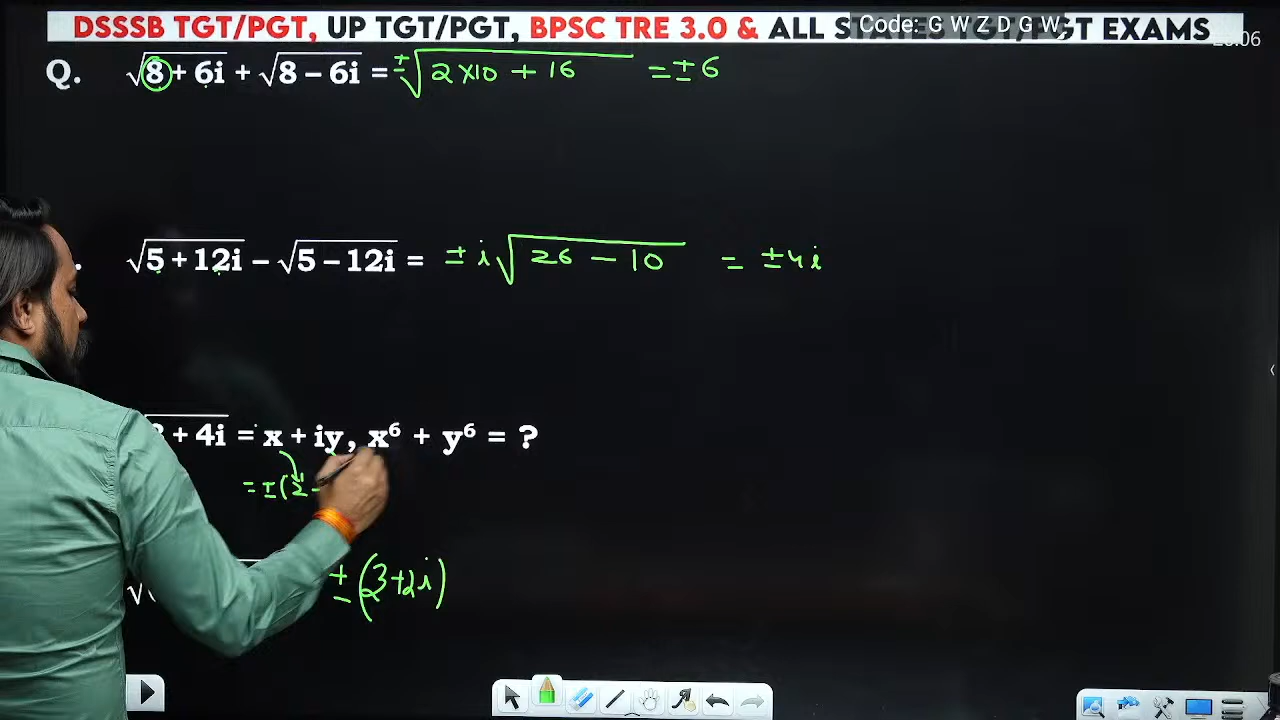 DSSSB TGT/PGT, UP TGT/PGT, BPSC TRE 3.0 & ALL EXAMS
Code: G W Z D G W
Q. √8 + 6i + √8 − 6i = ±√2×10 + 16 = ±6
√5 + 12i − √5 − 12i = ±i√26 − 10 = ±4i
+ 4i = x + iy, x⁶ + y⁶ = ?
= ±(2
±(3+2i)